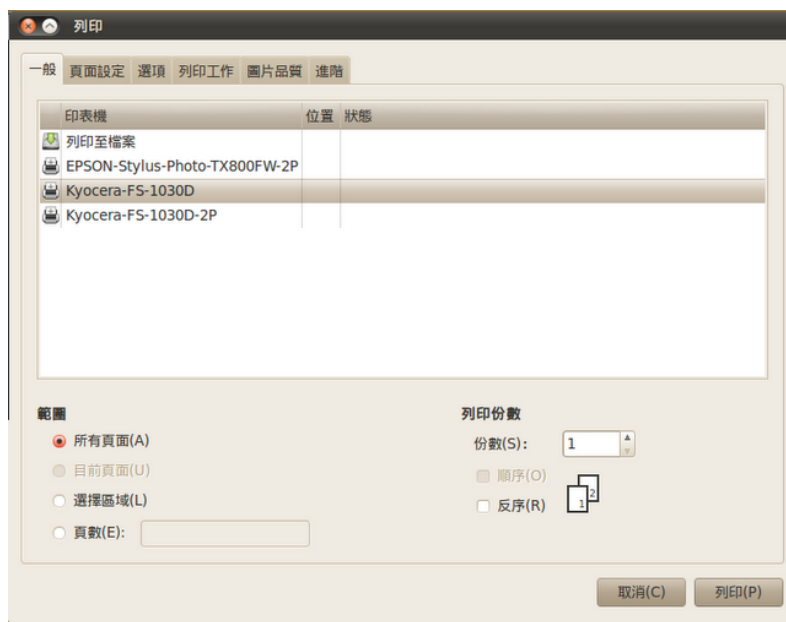 列印
一般 頁面設定 選項 列印工作 圖片品質 進階
印表機 位置 狀態
列印至檔案
EPSON-Stylus-Photo-TX800FW-2P
Kyocera-FS-1030D
Kyocera-FS-1030D-2P
範圍
所有頁面(A)
目前頁面(U)
選擇區域(L)
頁數(E):
列印份數
份數(S): 1
順序(O)
反序(R)
1 2
取消(C) 列印(P)